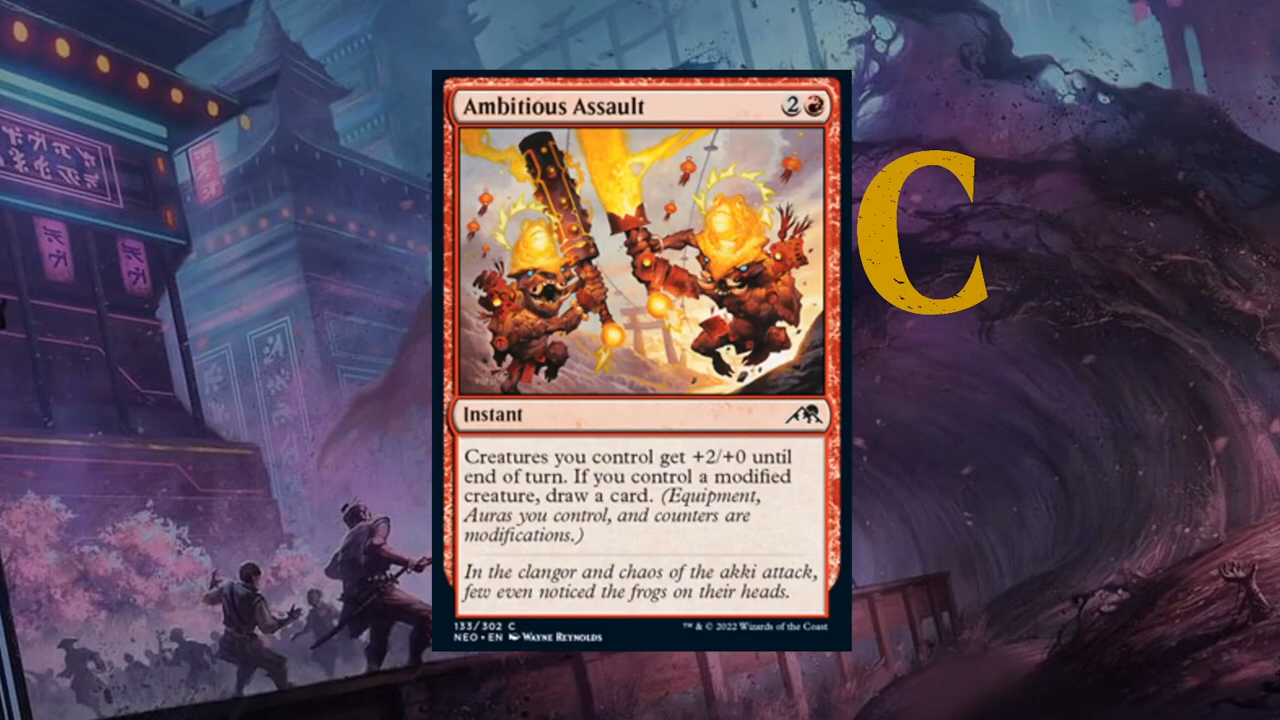 Ambitious Assault 2
C
Instant
Creatures you control get +2/+0 until
end of turn. If you control a modified
creature, draw a card. (Equipment,
Auras you control, and counters are
modifications.)
In the clangor and chaos of the akki attack,
few even noticed the frogs on their heads.
133/302 C
NEO • EN Wayne Reynolds
™ & © 2022 Wizards of the Coast